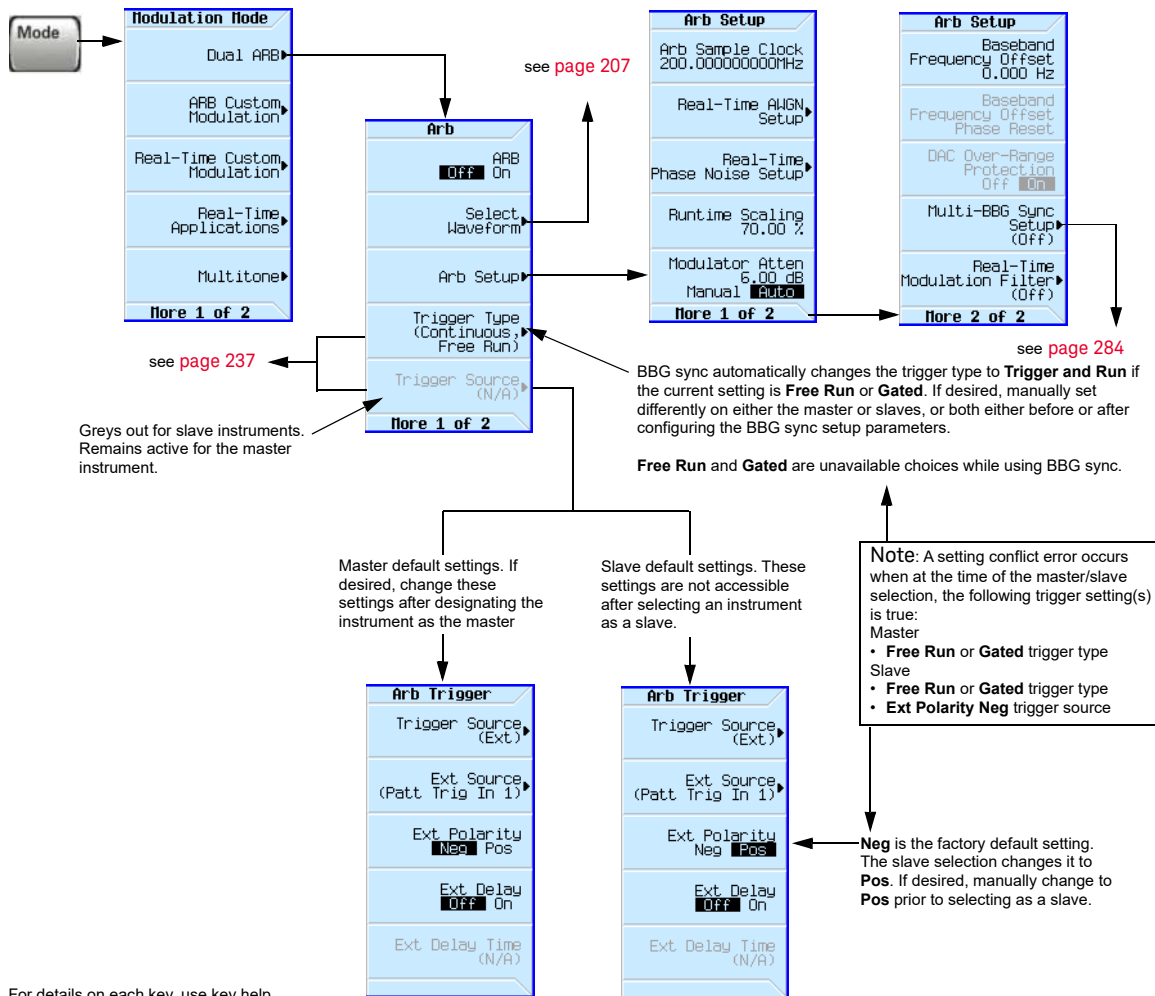 Mode
Modulation Mode
Dual ARB
ARB Custom
Modulation
Real-Time Custom
Modulation
Real-Time
Applications
Multitone
More 1 of 2
Arb
ARB
Off On
Select
Waveform
Arb Setup
Trigger Type
(Continuous,
Free Run)
Trigger Source
(N/A)
More 1 of 2
see page 207
Arb Setup
Arb Sample Clock
200.000000000MHz
Real-Time AWGN
Setup
Real-Time
Phase Noise Setup
Runtime Scaling
70.00 %
Modulator Atten
6.00 dB
Manual Auto
More 1 of 2
Arb Setup
Baseband
Frequency Offset
0.000 Hz
Baseband
Frequency Offset
Phase Reset
DAC Over-Range
Protection
Off On
Multi-BBG Sync
Setup
(Off)
Real-Time
Modulation Filter
(Off)
More 2 of 2
see page 284
see page 237
Greys out for slave instruments.
Remains active for the master
instrument.
BBG sync automatically changes the trigger type to Trigger and Run if
the current setting is Free Run or Gated. If desired, manually set
differently on either the master or slaves, or both either before or after
configuring the BBG sync setup parameters.
Free Run and Gated are unavailable choices while using BBG sync.
Master default settings. If
desired, change these
settings after designating the
instrument as the master
Slave default settings. These
settings are not accessible
after selecting an instrument
as a slave.
Note: A setting conflict error occurs
when at the time of the master/slave
selection, the following trigger setting(s)
is true:
Master
• Free Run or Gated trigger type
Slave
• Free Run or Gated trigger type
• Ext Polarity Neg trigger source
Arb Trigger
Trigger Source
(Ext)
Ext Source
(Patt Trig In 1)
Ext Polarity
Neg Pos
Ext Delay
Off On
Ext Delay Time
(N/A)
Arb Trigger
Trigger Source
(Ext)
Ext Source
(Patt Trig In 1)
Ext Polarity
Neg Pos
Ext Delay
Off On
Ext Delay Time
(N/A)
Neg is the factory default setting.
The slave selection changes it to
Pos. If desired, manually change to
Pos prior to selecting as a slave.
For details on each key, use key help